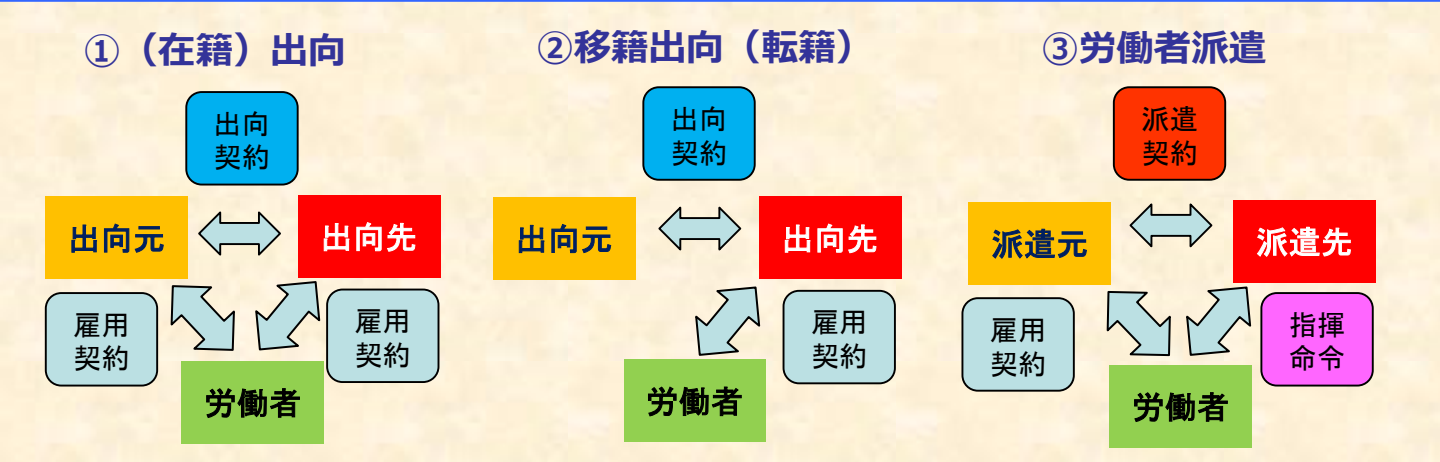 ①（在籍）出向
出向
契約
出向元
出向先
雇用
契約
雇用
契約
労働者
②移籍出向（転籍）
出向
契約
出向元
出向先
雇用
契約
労働者
③労働者派遣
派遣
契約
派遣元
派遣先
雇用
契約
指揮
命令
労働者